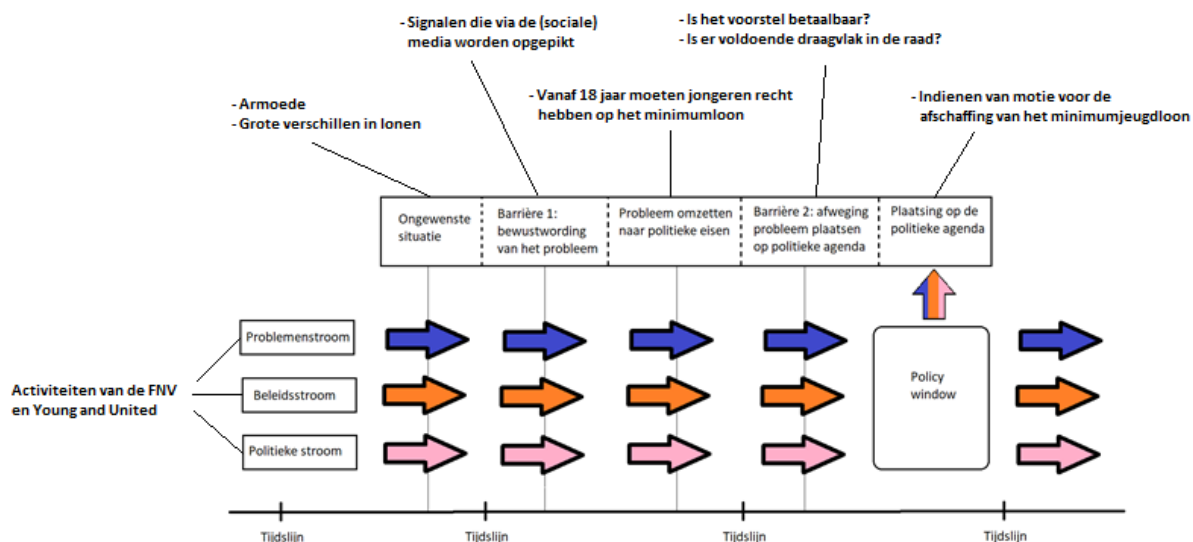 - Signalen die via de (sociale)
media worden opgepikt
- Is het voorstel betaalbaar?
- Is er voldoende draagvlak in de raad?
- Armoede
- Grote verschillen in lonen
- Vanaf 18 jaar moeten jongeren recht
hebben op het minimumloon
- Indienen van motie voor de
afschaffing van het minimumjeugdloon
Ongewenste
situatie
Barrière 1:
bewustwording
van het probleem
Probleem omzetten
naar politieke eisen
Barrière 2: afweging
probleem plaatsen
op politieke agenda
Plaatsing op de
politieke agenda
Activiteiten van de FNV
en Young and United
Problemenstroom
Beleidsstroom
Politieke stroom
Policy
window
Tijdslijn
Tijdslijn
Tijdslijn
Tijdslijn